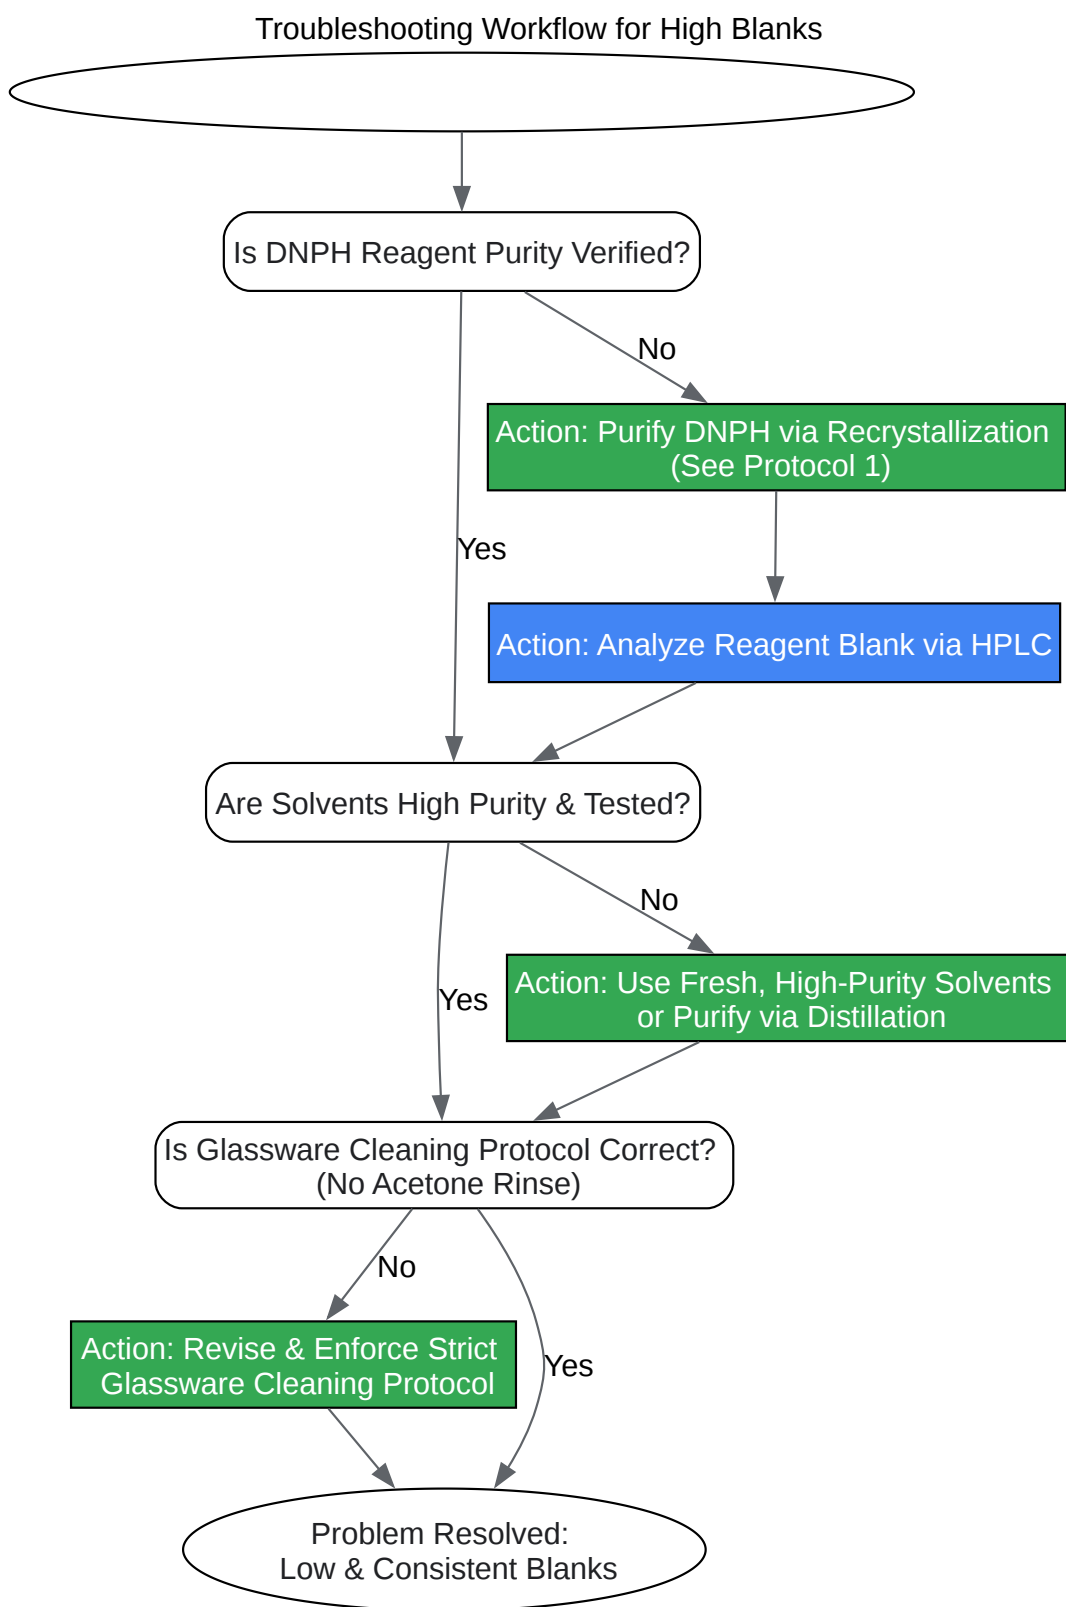 Troubleshooting Workflow for High Blanks
Is DNPH Reagent Purity Verified?
No
Action: Purify DNPH via Recrystallization
(See Protocol 1)
Yes
Action: Analyze Reagent Blank via HPLC
Are Solvents High Purity & Tested?
No
Action: Use Fresh, High-Purity Solvents
or Purify via Distillation
Yes
Is Glassware Cleaning Protocol Correct?
(No Acetone Rinse)
No
Action: Revise & Enforce Strict
Glassware Cleaning Protocol
Yes
Problem Resolved:
Low & Consistent Blanks